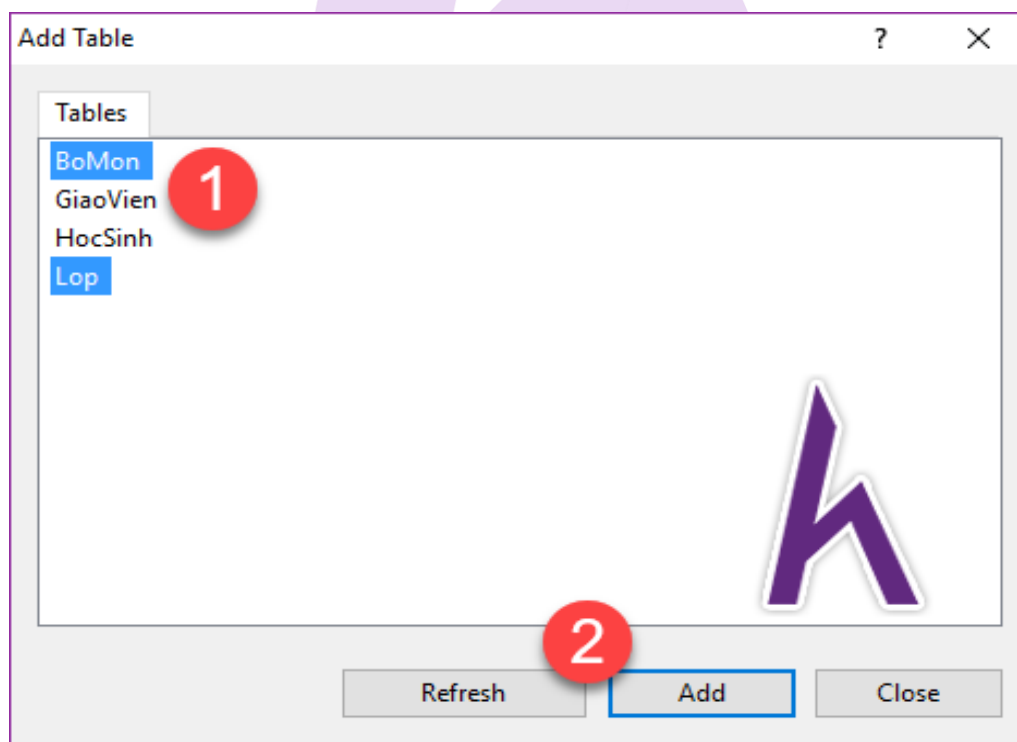 Add Table ?
Tables
BoMon
1
GiaoVien
HocSinh
Lop
2
Refresh Add Close